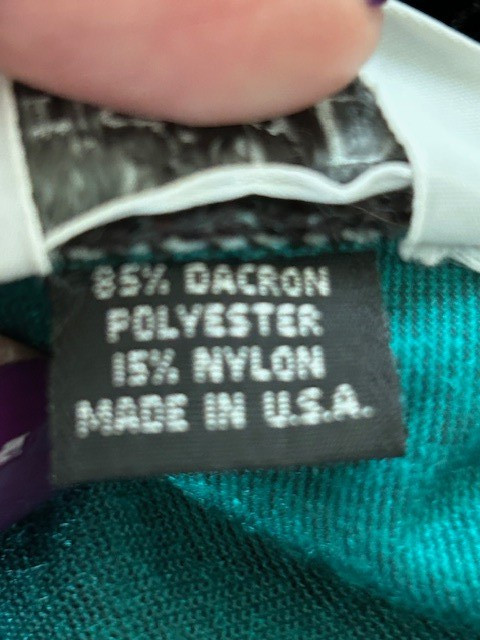 85% DACRON
POLYESTER
15% NYLON
MADE IN U.S.A.